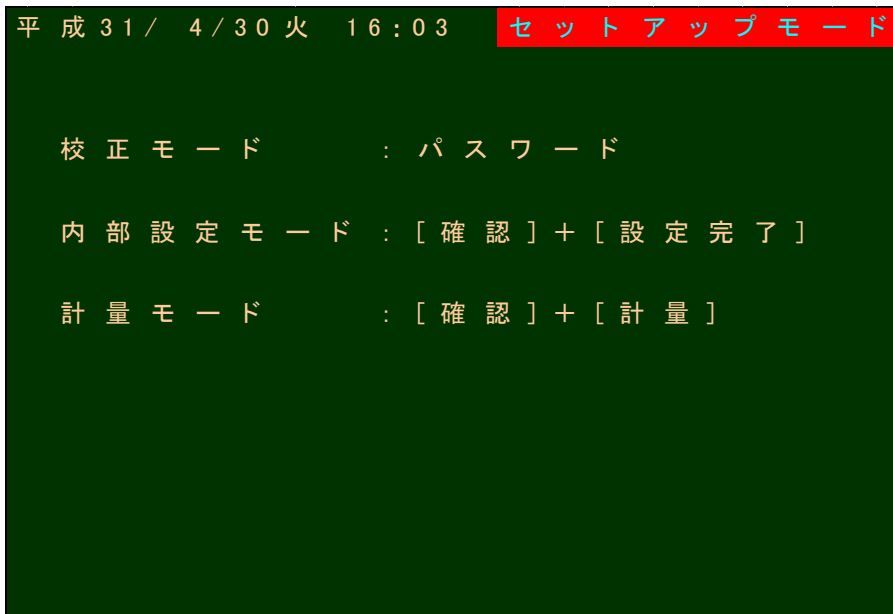 平成31/ 4/30火 16:03 セットアップモード
校正モード : パスワード
内部設定モード : [確認]+[設定完了]
計量モード : [確認]+[計量]